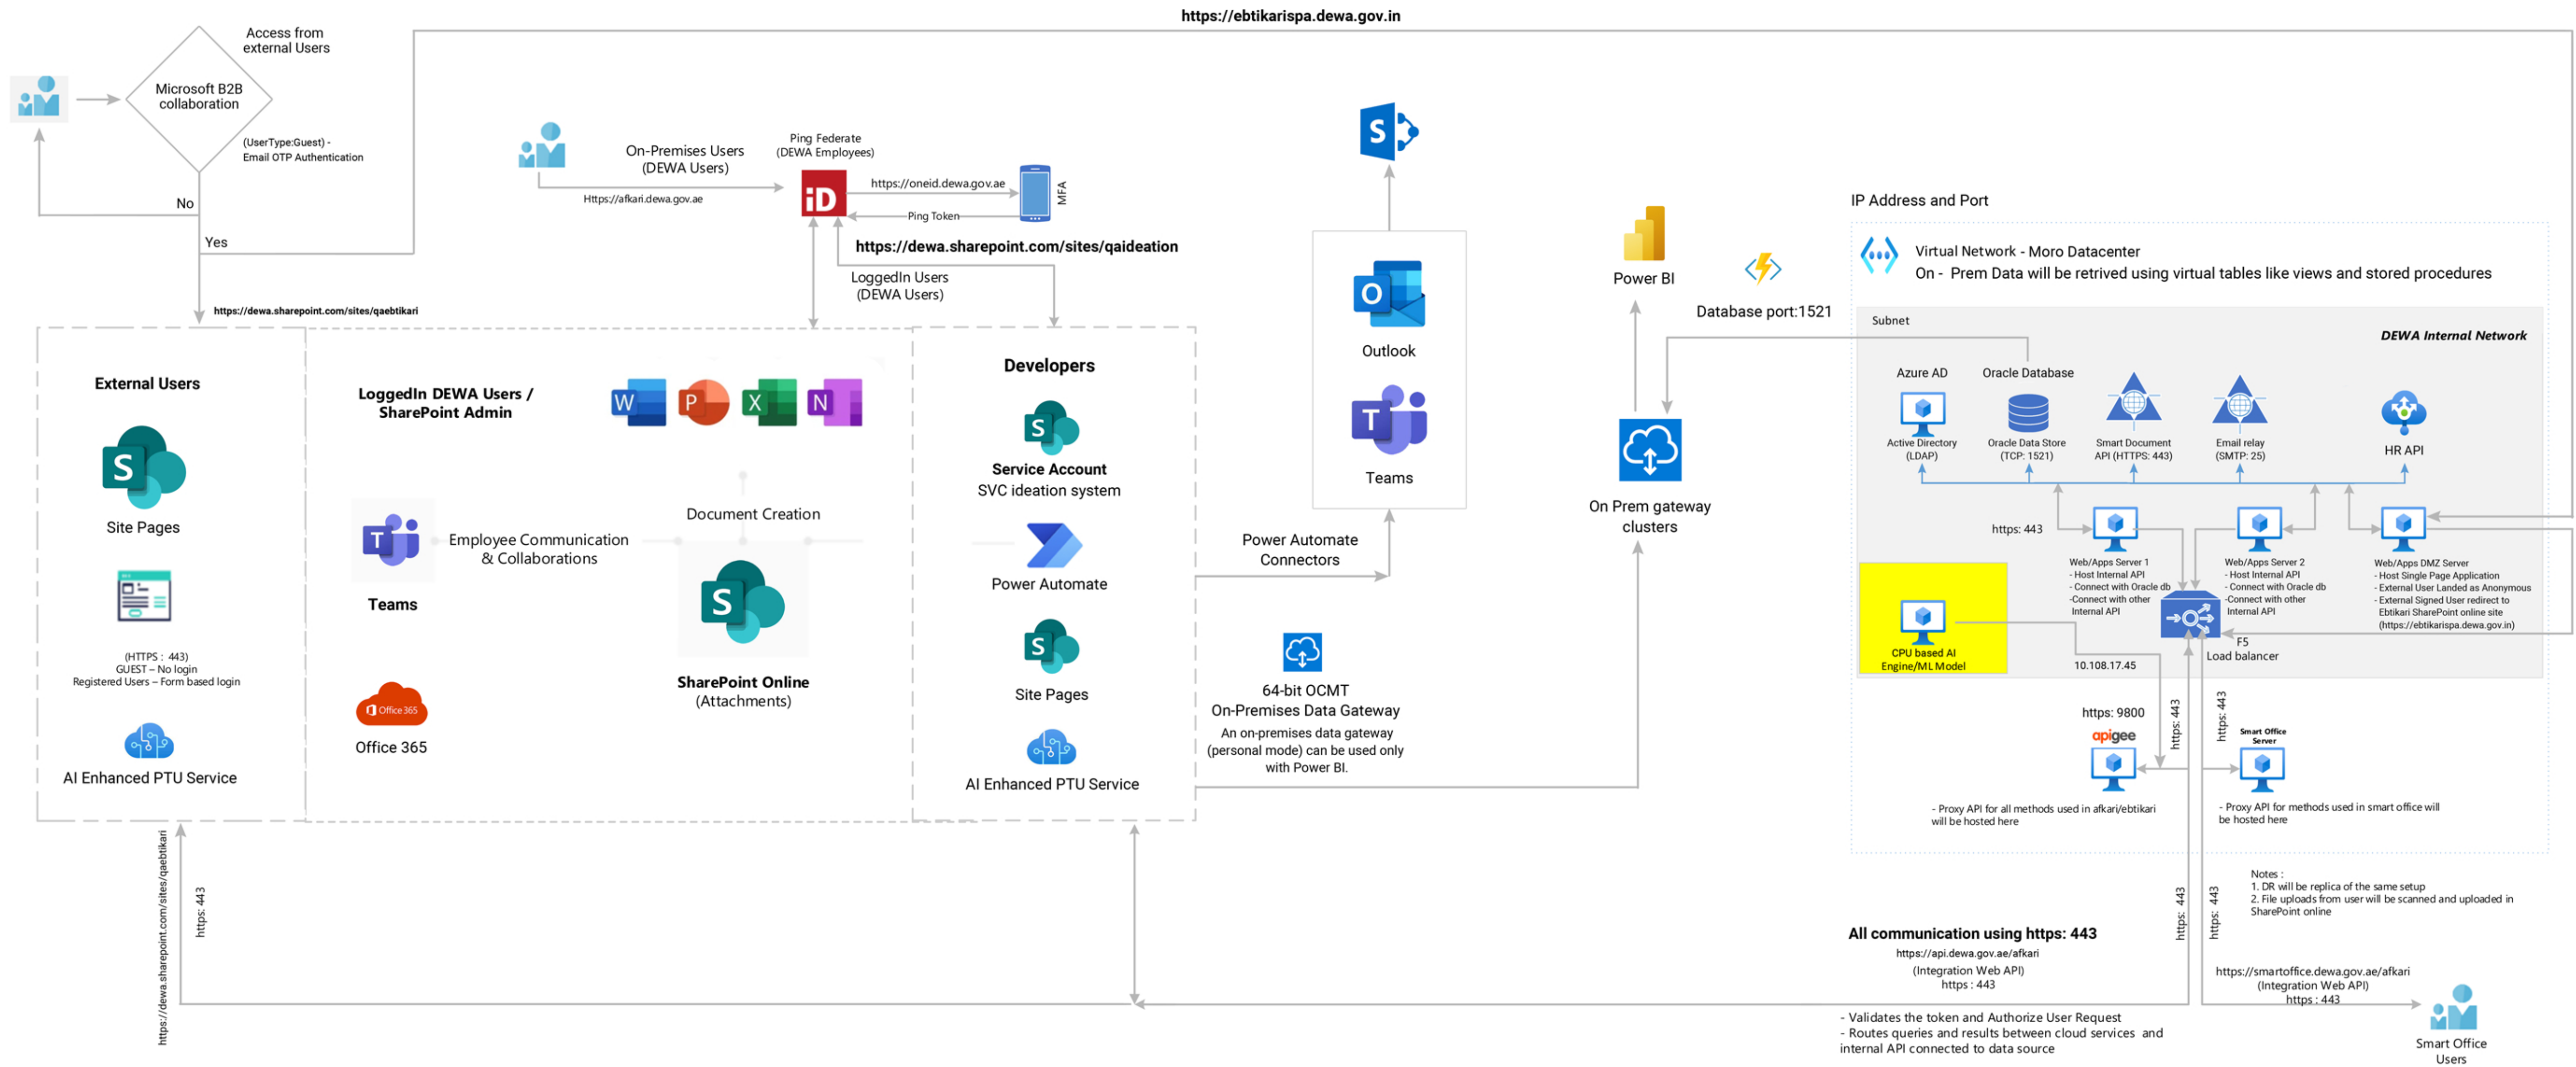 https://ebtikarispa.dewa.gov.in
Access from
external Users
Microsoft B2B
collaboration
(UserType:Guest) -
Email OTP Authentication
No
Yes
https://dewa.sharepoint.com/sites/qaebtikari
On-Premises Users
(DEWA Users)
Https://afkari.dewa.gov.ae
Ping Federate
(DEWA Employees)
iD
https://oneid.dewa.gov.ae
Ping Token
MFA
https://dewa.sharepoint.com/sites/qaideation
LoggedIn Users
(DEWA Users)
External Users
S
Site Pages
(HTTPS : 443)
GUEST – No login
Registered Users – Form based login
AI Enhanced PTU Service
LoggedIn DEWA Users /
SharePoint Admin
W
P
X
N
T
Teams
Employee Communication
& Collaborations
Document Creation
S
SharePoint Online
(Attachments)
Office 365
Office 365
Developers
S
Service Account
SVC ideation system
Power Automate
S
Site Pages
AI Enhanced PTU Service
S
O
Outlook
T
Teams
Power Automate
Connectors
64-bit OCMT
On-Premises Data Gateway
An on-premises data gateway
(personal mode) can be used only
with Power BI.
Power BI
Database port:1521
On Prem gateway
clusters
IP Address and Port
Virtual Network - Moro Datacenter
On - Prem Data will be retrived using virtual tables like views and stored procedures
Subnet
DEWA Internal Network
Azure AD
Active Directory
(LDAP)
Oracle Database
Oracle Data Store
(TCP: 1521)
Smart Document
API (HTTPS: 443)
Email relay
(SMTP: 25)
HR API
https: 443
Web/Apps Server 1
- Host Internal API
- Connect with Oracle db
-Connect with other
Internal API
Web/Apps Server 2
- Host Internal API
- Connect with Oracle db
-Connect with other
Internal API
Web/Apps DMZ Server
- Host Single Page Application
- External User Landed as Anonymous
- External Signed User redirect to
Ebtikari SharePoint online site
(https://ebtikarispa.dewa.gov.in)
CPU based AI
Engine/ML Model
F5
Load balancer
10.108.17.45
https: 9800
https: 443
https: 443
apigee
Smart Office
Server
- Proxy API for all methods used in afkari/ebtikari
will be hosted here
- Proxy API for methods used in smart office will
be hosted here
Notes :
1. DR will be replica of the same setup
2. File uploads from user will be scanned and uploaded in
SharePoint online
https: 443
https: 443
All communication using https: 443
https://api.dewa.gov.ae/afkari
(Integration Web API)
https : 443
https://smartoffice.dewa.gov.ae/afkari
(Integration Web API)
https : 443
- Validates the token and Authorize User Request
- Routes queries and results between cloud services and
internal API connected to data source
Smart Office
Users
https://dewa.sharepoint.com/sites/qaebtikari
https: 443